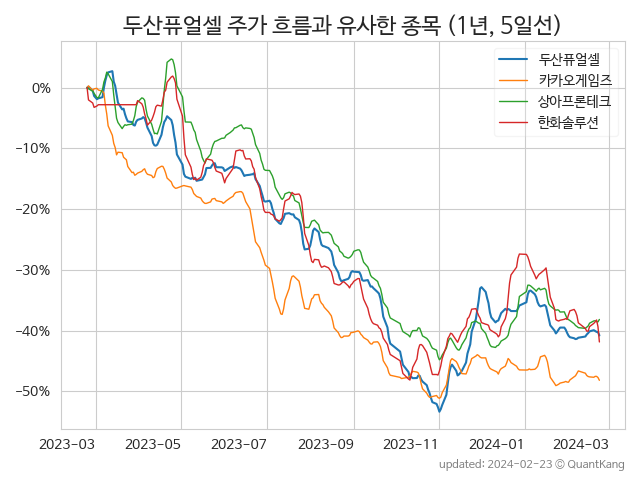 두산퓨얼셀 주가 흐름과 유사한 종목 (1년, 5일선)
두산퓨얼셀
카카오게임즈
상아프론테크
한화솔루션
0%
−10%
−20%
−30%
−40%
−50%
2023-03 2023-05 2023-07 2023-09 2023-11 2024-01 2024-03
updated: 2024-02-23 © QuantKang